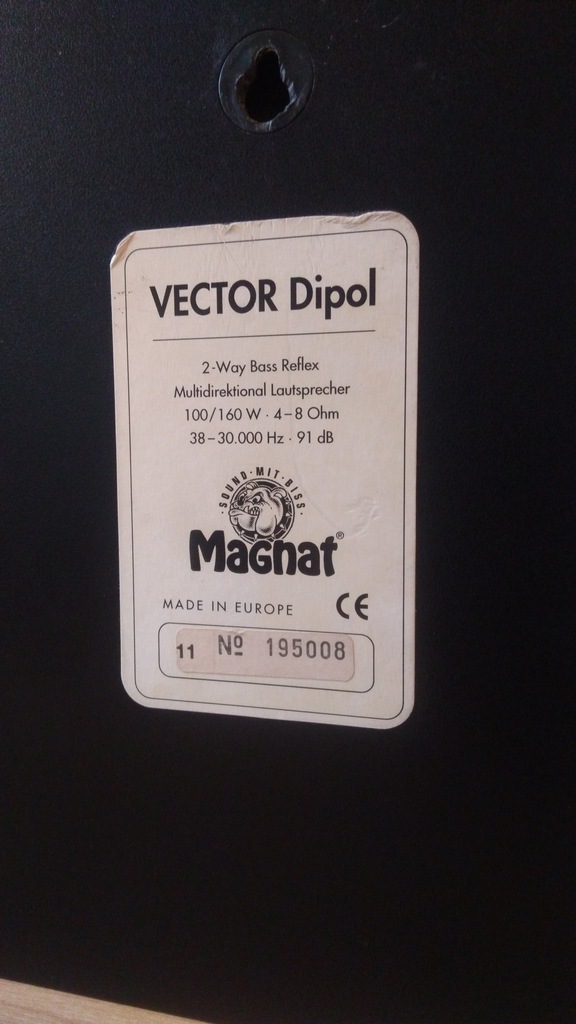 VECTOR Dipol
2-Way Bass Reflex
Multidirektional Lautsprecher
100/160 W · 4–8 Ohm
38–30.000 Hz · 91 dB
·SOUND·MIT·BISS·
Magnat®
MADE IN EUROPE CE
11 Nº 195008